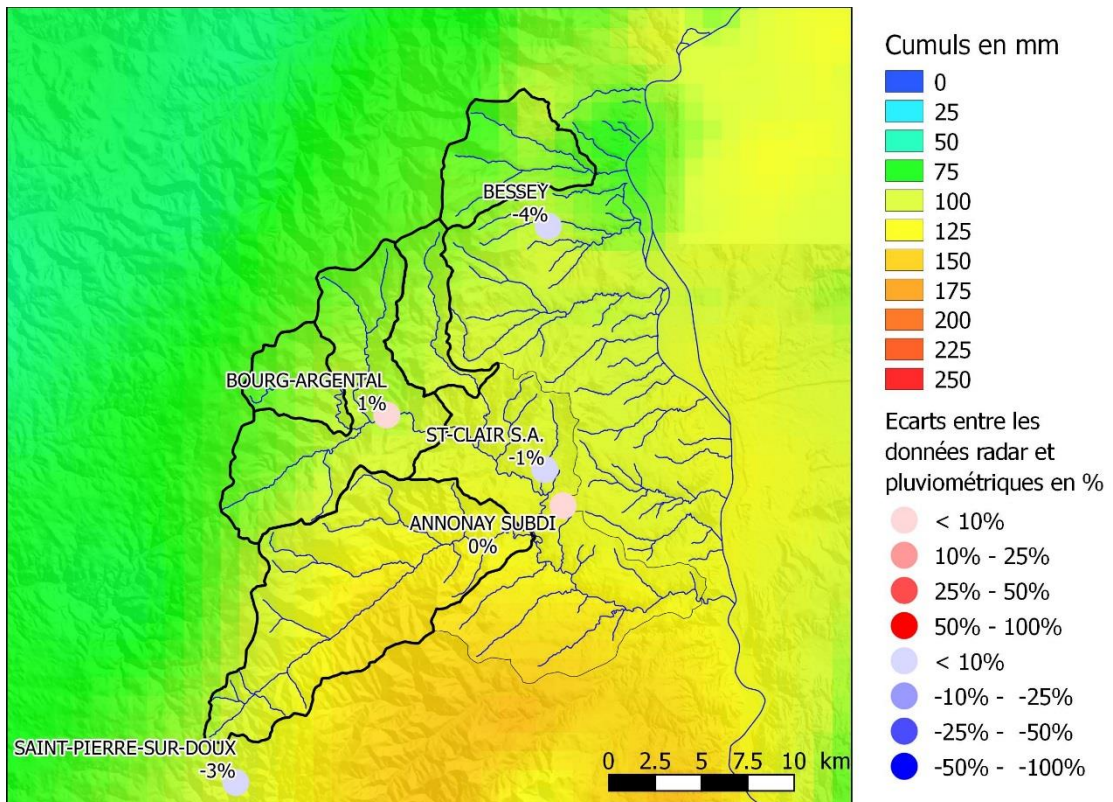 BESSEY
-4%
BOURG-ARGENTAL
1%
ST-CLAIR S.A.
-1%
ANNONAY SUBDI
0%
SAINT-PIERRE-SUR-DOUX
-3%
0 2.5 5 7.5 10 km
Cumuls en mm
0
25
50
75
100
125
150
175
200
225
250
Ecarts entre les
données radar et
pluviométriques en %
< 10%
10% - 25%
25% - 50%
50% - 100%
< 10%
-10% - -25%
-25% - -50%
-50% - -100%